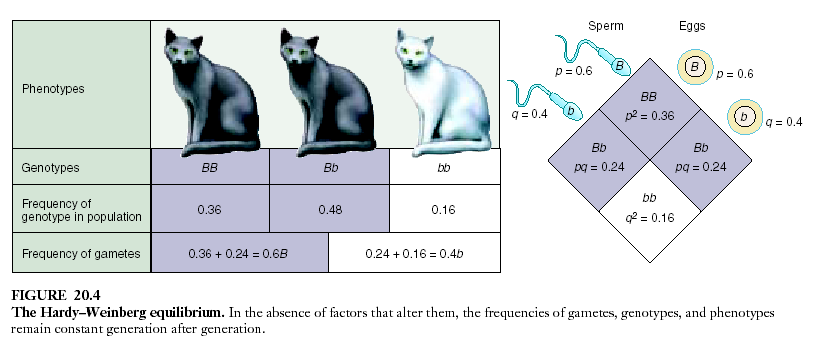 Phenotypes
Genotypes
BB
Bb
bb
Frequency of
genotype in population
0.36
0.48
0.16
Frequency of gametes
0.36 + 0.24 = 0.6B
0.24 + 0.16 = 0.4b
Sperm
Eggs
B
p = 0.6
B
p = 0.6
b
q = 0.4
b
q = 0.4
BB
p² = 0.36
Bb
pq = 0.24
Bb
pq = 0.24
bb
q² = 0.16
FIGURE 20.4
The Hardy–Weinberg equilibrium. In the absence of factors that alter them, the frequencies of gametes, genotypes, and phenotypes
remain constant generation after generation.